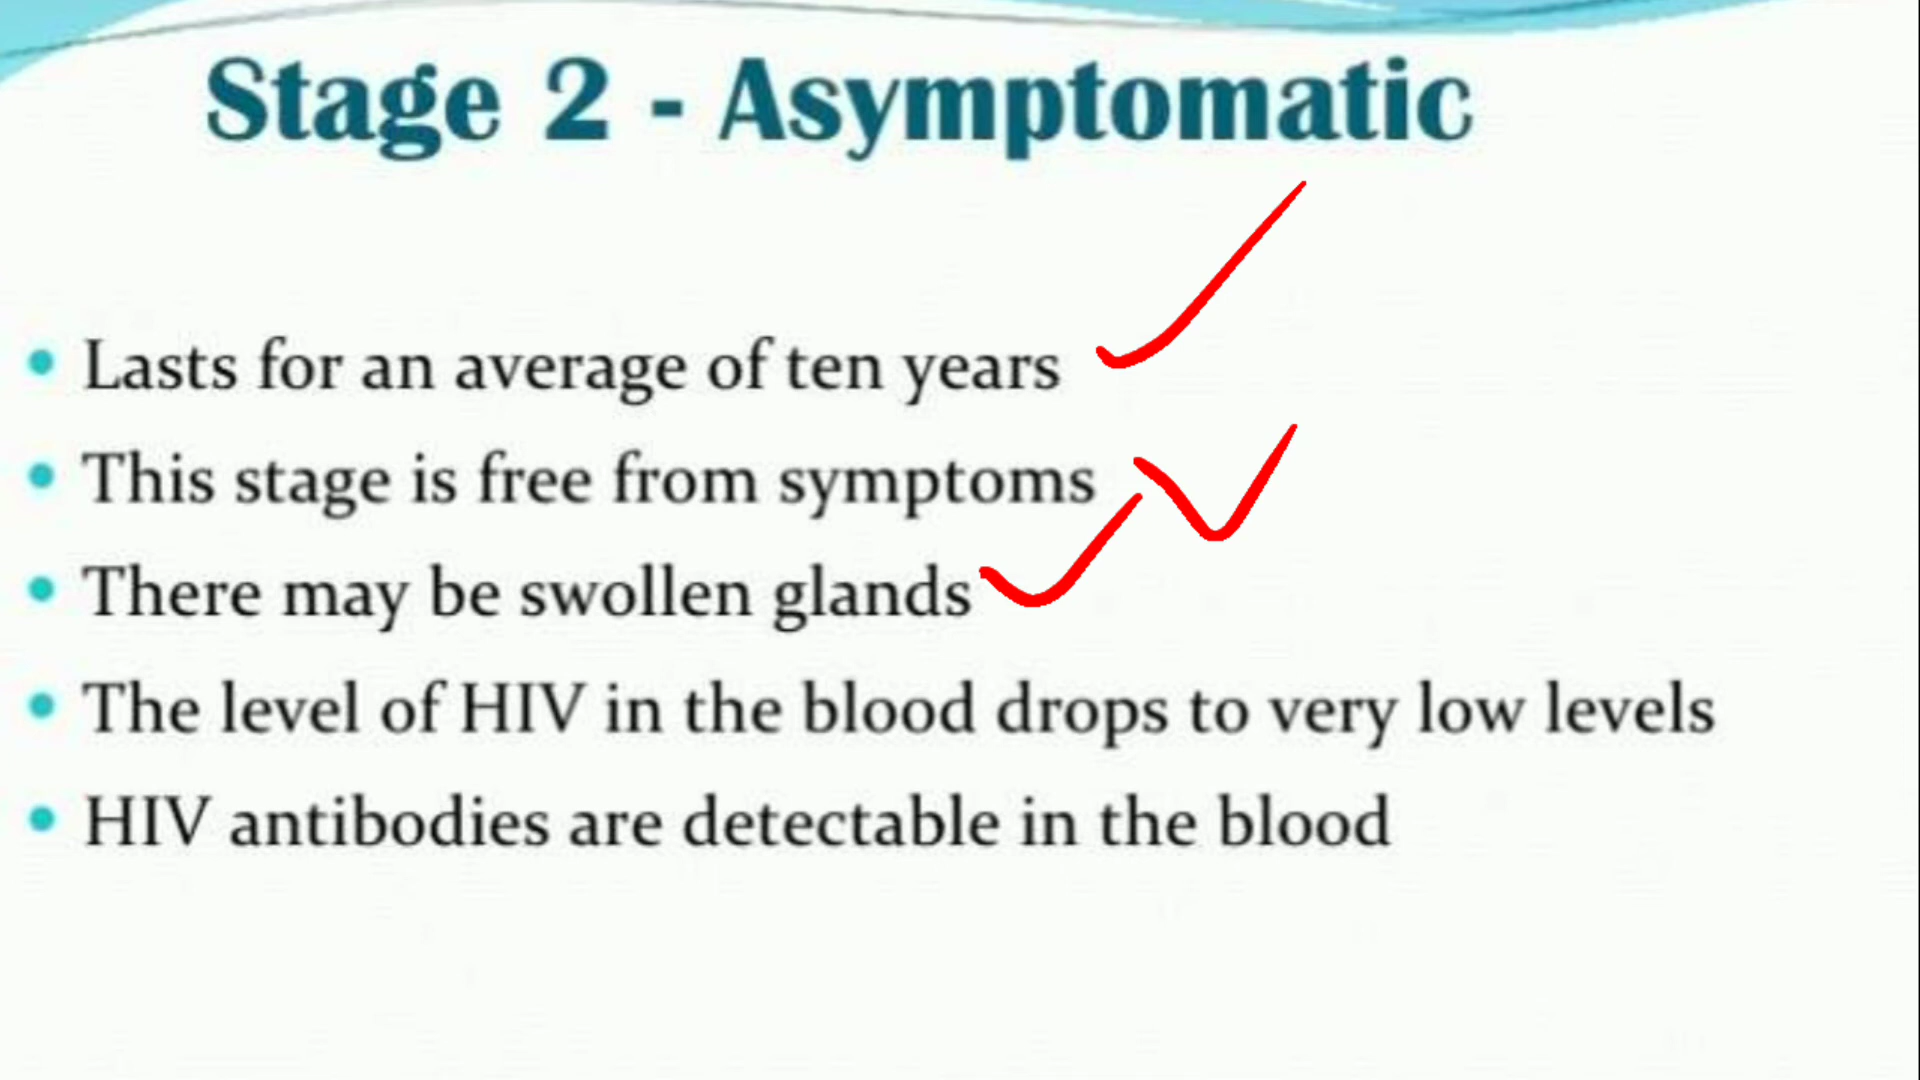 Stage 2 - Asymptomatic
• Lasts for an average of ten years
• This stage is free from symptoms
• There may be swollen glands
• The level of HIV in the blood drops to very low levels
• HIV antibodies are detectable in the blood